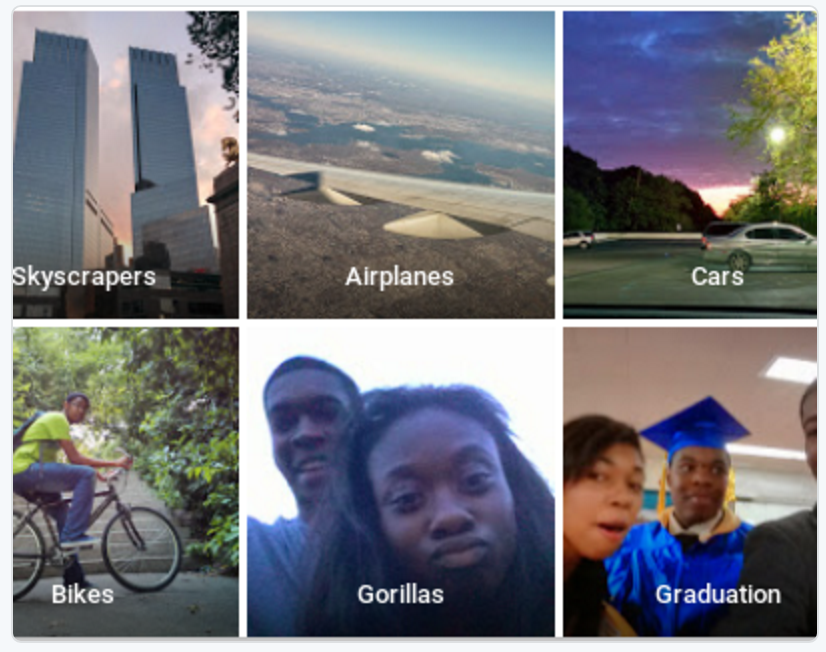 Skyscrapers
Airplanes
Cars
Bikes
Gorillas
Graduation